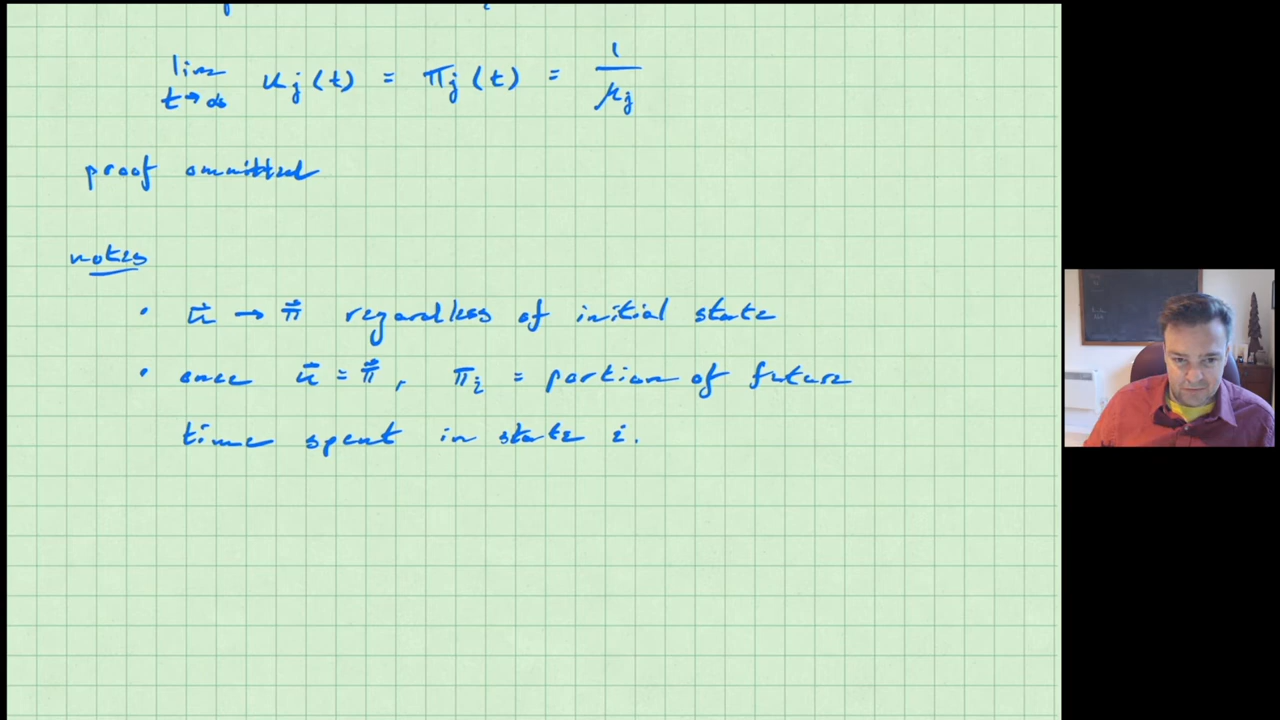 lim u_j(t) = π_j(t) = 1/μ_j
t→∞
proof ommitted
notes
• u⃗ → π⃗ regardless of initial state
• once u⃗ = π⃗, π_i = portion of future
time spent in state i.